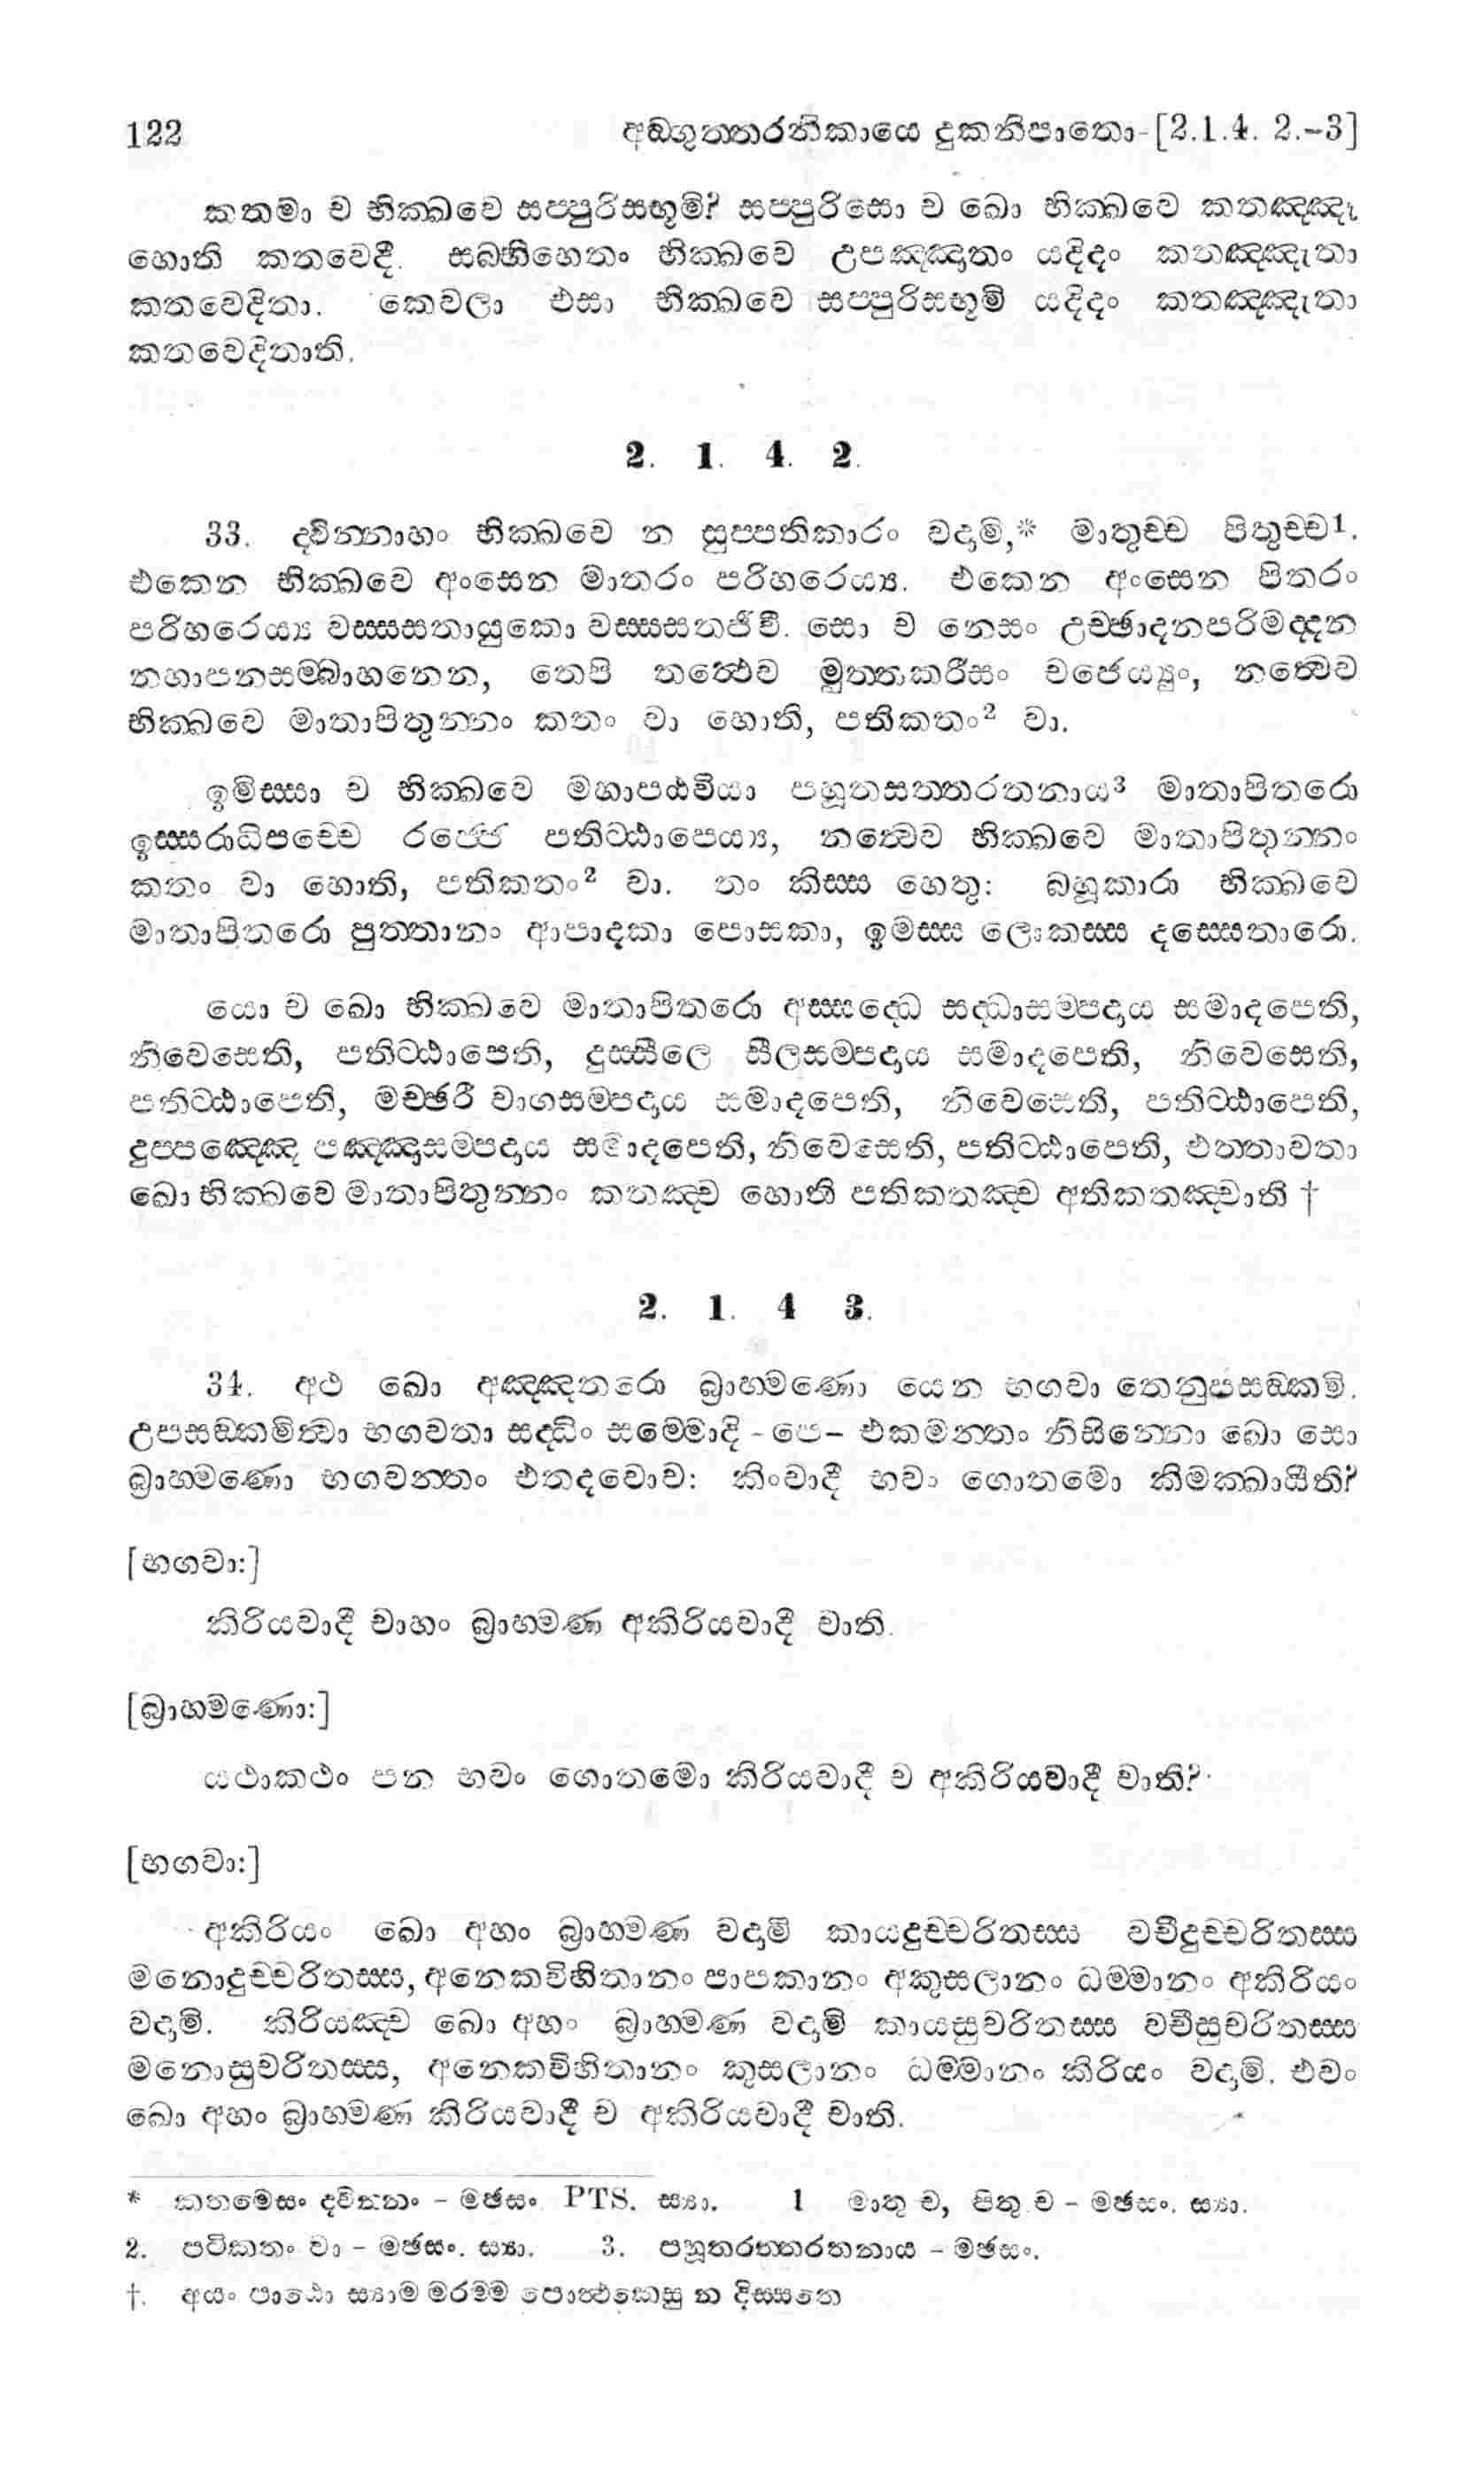 122 අඞ්ගුත්තරනිකායෙ දුකනිපාතො-[2.1.4. 2.-3]
කතමා ච භික්ඛවෙ සප්පුරිසභූමි? සප්පුරිසො ච ඛො භික්ඛවෙ කතඤ්ඤූ
හොති කතවෙදී. සබ්භිහෙතං භික්ඛවෙ උපඤ්ඤාතං යදිදං කතඤ්ඤුතා
කතවෙදිතා. කෙවලා එසා භික්ඛවෙ සප්පුරිසභූමි යදිදං කතඤ්ඤුතා
කතවෙදිතාති.
2. 1. 4. 2.
33. ද්වින්නාහං භික්ඛවෙ න සුප්පතිකාරං වදාමි,* මාතුච්ච පිතුච්ච1.
එකෙන භික්ඛවෙ අංසෙන මාතරං පරිහරෙය්‍ය. එකෙන අංසෙන පිතරං
පරිහරෙය්‍ය වස්සසතායුකො වස්සසතජීවී. සො ච නෙසං උච්ඡාදනපරිමද්දන
නහාපනසම්බාහනෙන, තෙපි තත්ථෙව මුත්තකරීසං චජෙය්‍යුං, නත්වෙව
භික්ඛවෙ මාතාපිතුන්නං කතං වා හොති, පතිකතං2 වා.
ඉමිස්සා ච භික්ඛවෙ මහාපඨවියා පහූතසත්තරතනාය3 මාතාපිතරො
ඉස්සරාධිපච්චෙ රජ්ජෙ පතිට්ඨාපෙය්‍ය, නත්වෙව භික්ඛවෙ මාතාපිතුන්නං
කතං වා හොති, පතිකතං2 වා. තං කිස්ස හෙතු: බහූකාරා භික්ඛවෙ
මාතාපිතරො පුත්තානං ආපාදකා පොසකා, ඉමස්ස ලොකස්ස දස්සෙතාරො.
යො ච ඛො භික්ඛවෙ මාතාපිතරො අස්සද්ධෙ සද්ධාසම්පදාය සමාදපෙති,
නිවෙසෙති, පතිට්ඨාපෙති, දුස්සීලෙ සීලසම්පදාය සමාදපෙති, නිවෙසෙති,
පතිට්ඨාපෙති, මච්ඡරී චාගසම්පදාය සමාදපෙති, නිවෙසෙති, පතිට්ඨාපෙති,
දුප්පඤ්ඤෙ පඤ්ඤාසම්පදාය සමාදපෙති, නිවෙසෙති, පතිට්ඨාපෙති, එත්තාවතා
ඛො භික්ඛවෙ මාතාපිතුන්නං කතඤ්ච හොති පතිකතඤ්ච අතිකතඤ්චාති †
2. 1. 4 3.
34. අථ ඛො අඤ්ඤතරො බ්‍රාහ්මණො යෙන භගවා තෙනුපසඞ්කමි.
උපසඞ්කමිත්වා භගවතා සද්ධිං සම්මොදි - පෙ - එකමන්තං නිසින්නො ඛො සො
බ්‍රාහ්මණො භගවන්තං එතදවොච: කිංවාදී භවං ගොතමො කිමක්ඛායීති?
[භගවා:]
කිරියවාදී චාහං බ්‍රාහ්මණ අකිරියවාදී චාති.
[බ්‍රාහ්මණො:]
යථාකථං පන භවං ගොතමො කිරියවාදී ච අකිරියවාදී චාති?
[භගවා:]
අකිරියං ඛො අහං බ්‍රාහ්මණ වදාමි කායදුච්චරිතස්ස වචීදුච්චරිතස්ස
මනොදුච්චරිතස්ස, අනෙකවිහිතානං පාපකානං අකුසලානං ධම්මානං අකිරියං
වදාමි. කිරියඤ්ච ඛො අහං බ්‍රාහ්මණ වදාමි කායසුචරිතස්ස වචීසුචරිතස්ස
මනොසුචරිතස්ස, අනෙකවිහිතානං කුසලානං ධම්මානං කිරියං වදාමි. එවං
ඛො අහං බ්‍රාහ්මණ කිරියවාදී ච අකිරියවාදී චාති.
* කතමෙසං ද්වින්නං - මඡසං. PTS. ස්‍යා. 1 මාතු ච, පිතු ච - මඡසං. ස්‍යා.
2. පටිකතං වා - මඡසං. ස්‍යා. 3. පහූතරත්තරතනාය - මඡසං.
†. අයං පාඨො ස්‍යාම මරම්ම පොත්ථකෙසු න දිස්සතෙ